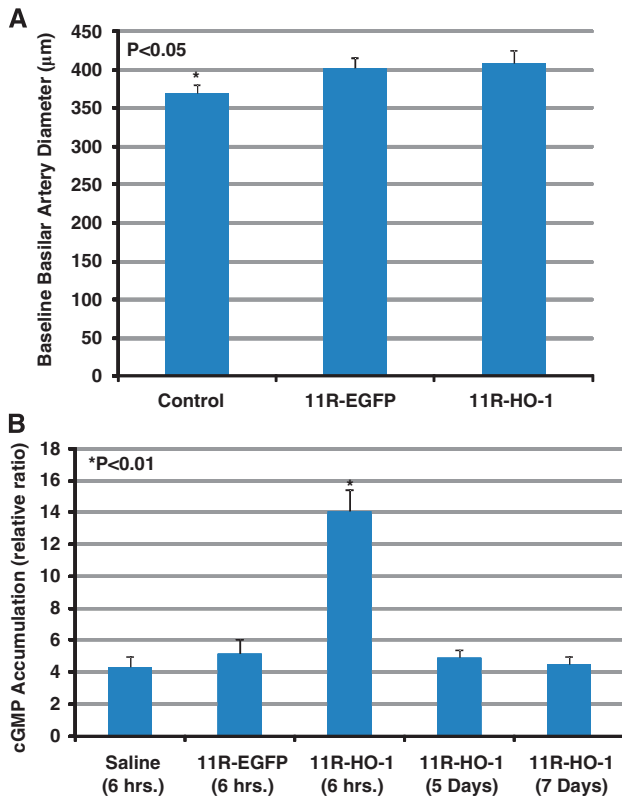 A
Baseline Basilar Artery Diameter (μm)
450
400
350
300
250
200
150
100
50
0
P<0.05
*
Control
11R-EGFP
11R-HO-1
B
cGMP Accumulation (relative ratio)
18
16
14
12
10
8
6
4
2
0
*P<0.01
*
Saline
(6 hrs.)
11R-EGFP
(6 hrs.)
11R-HO-1
(6 hrs.)
11R-HO-1
(5 Days)
11R-HO-1
(7 Days)